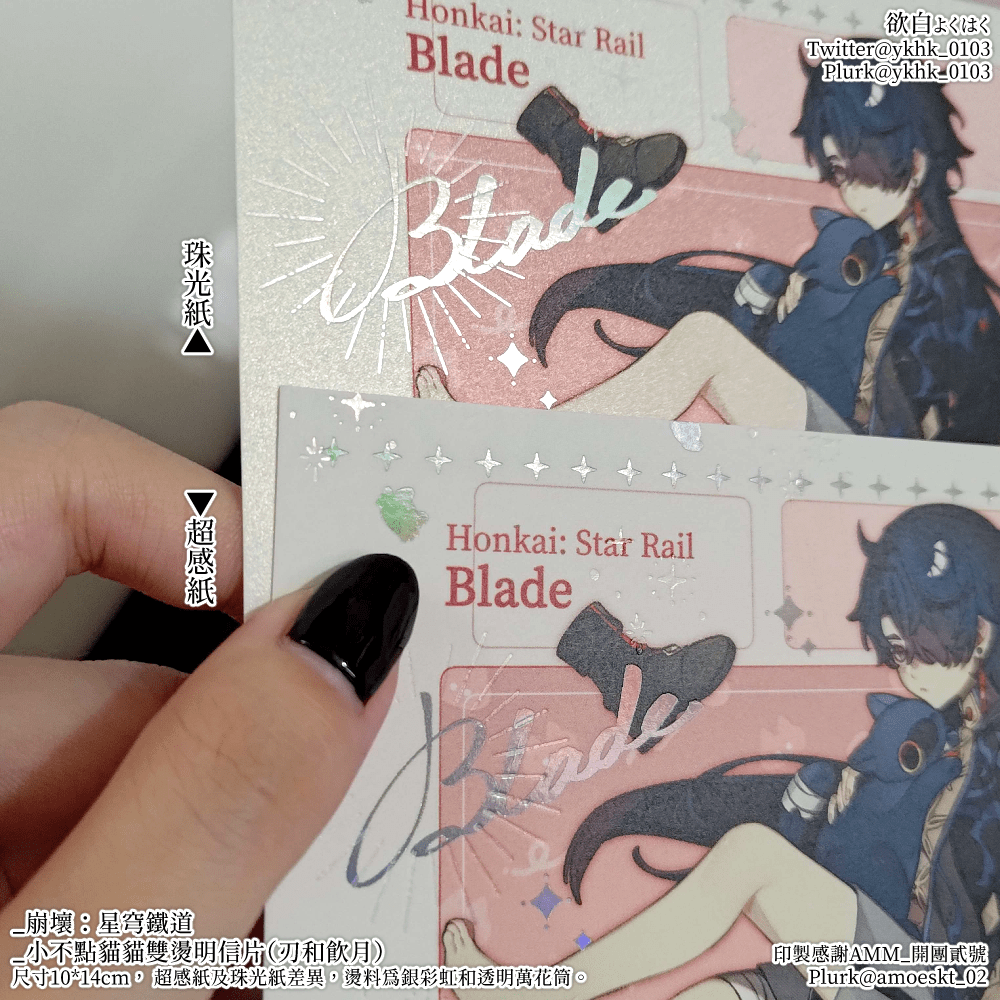 欲白よくはく
Twitter@ykhk_0103
Plurk@ykhk_0103
Honkai: Star Rail
Blade
Blade
珠光紙▲
▼超感紙
Honkai: Star Rail
Blade
Blade
_崩壞：星穹鐵道
_小不點貓貓雙燙明信片(刃和飲月)
尺寸10*14cm， 超感紙及珠光紙差異，燙料爲銀彩虹和透明萬花筒。
印製感謝AMM_開團貳號
Plurk@amoeskt_02